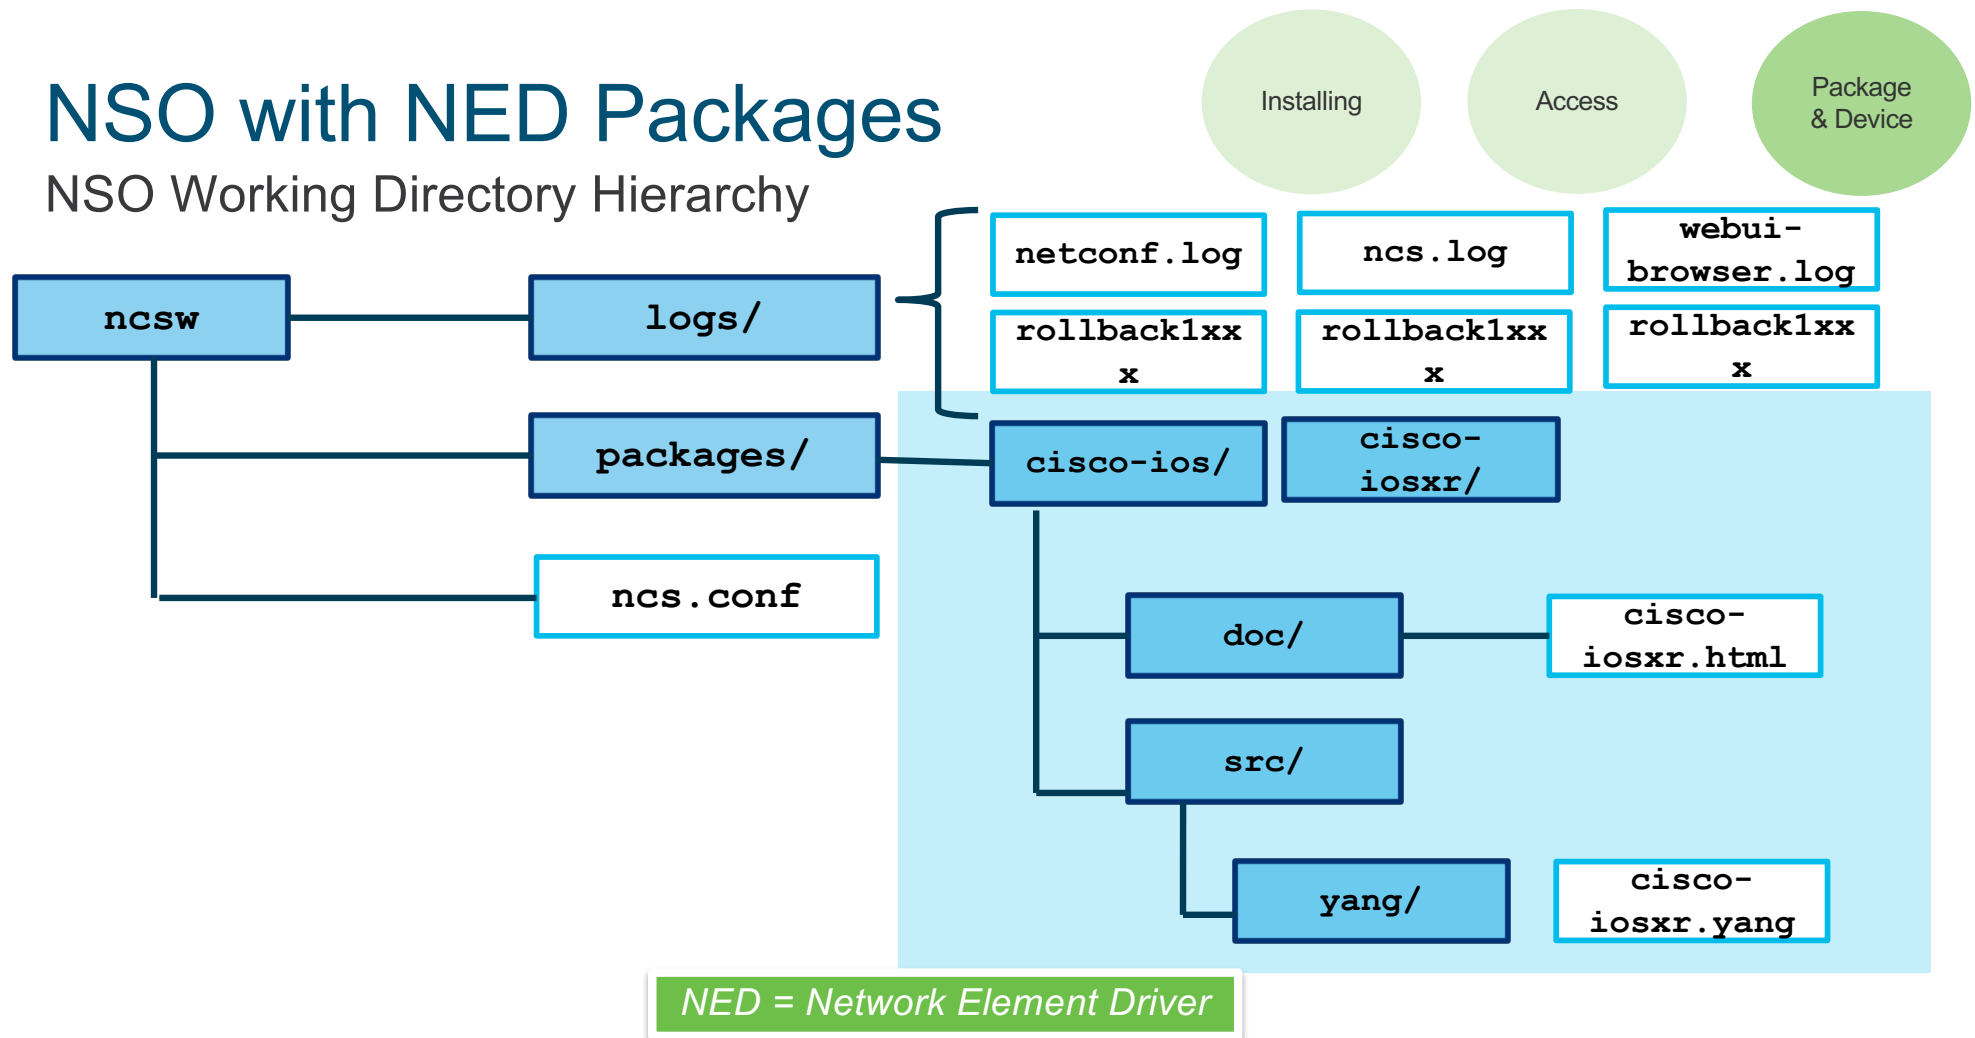 NSO with NED Packages
NSO Working Directory Hierarchy
Installing
Access
Package
& Device
ncsw
logs/
netconf.log
ncs.log
webui-
browser.log
rollback1xx
x
rollback1xx
x
rollback1xx
x
packages/
cisco-ios/
cisco-
iosxr/
ncs.conf
doc/
cisco-
iosxr.html
src/
yang/
cisco-
iosxr.yang
NED = Network Element Driver